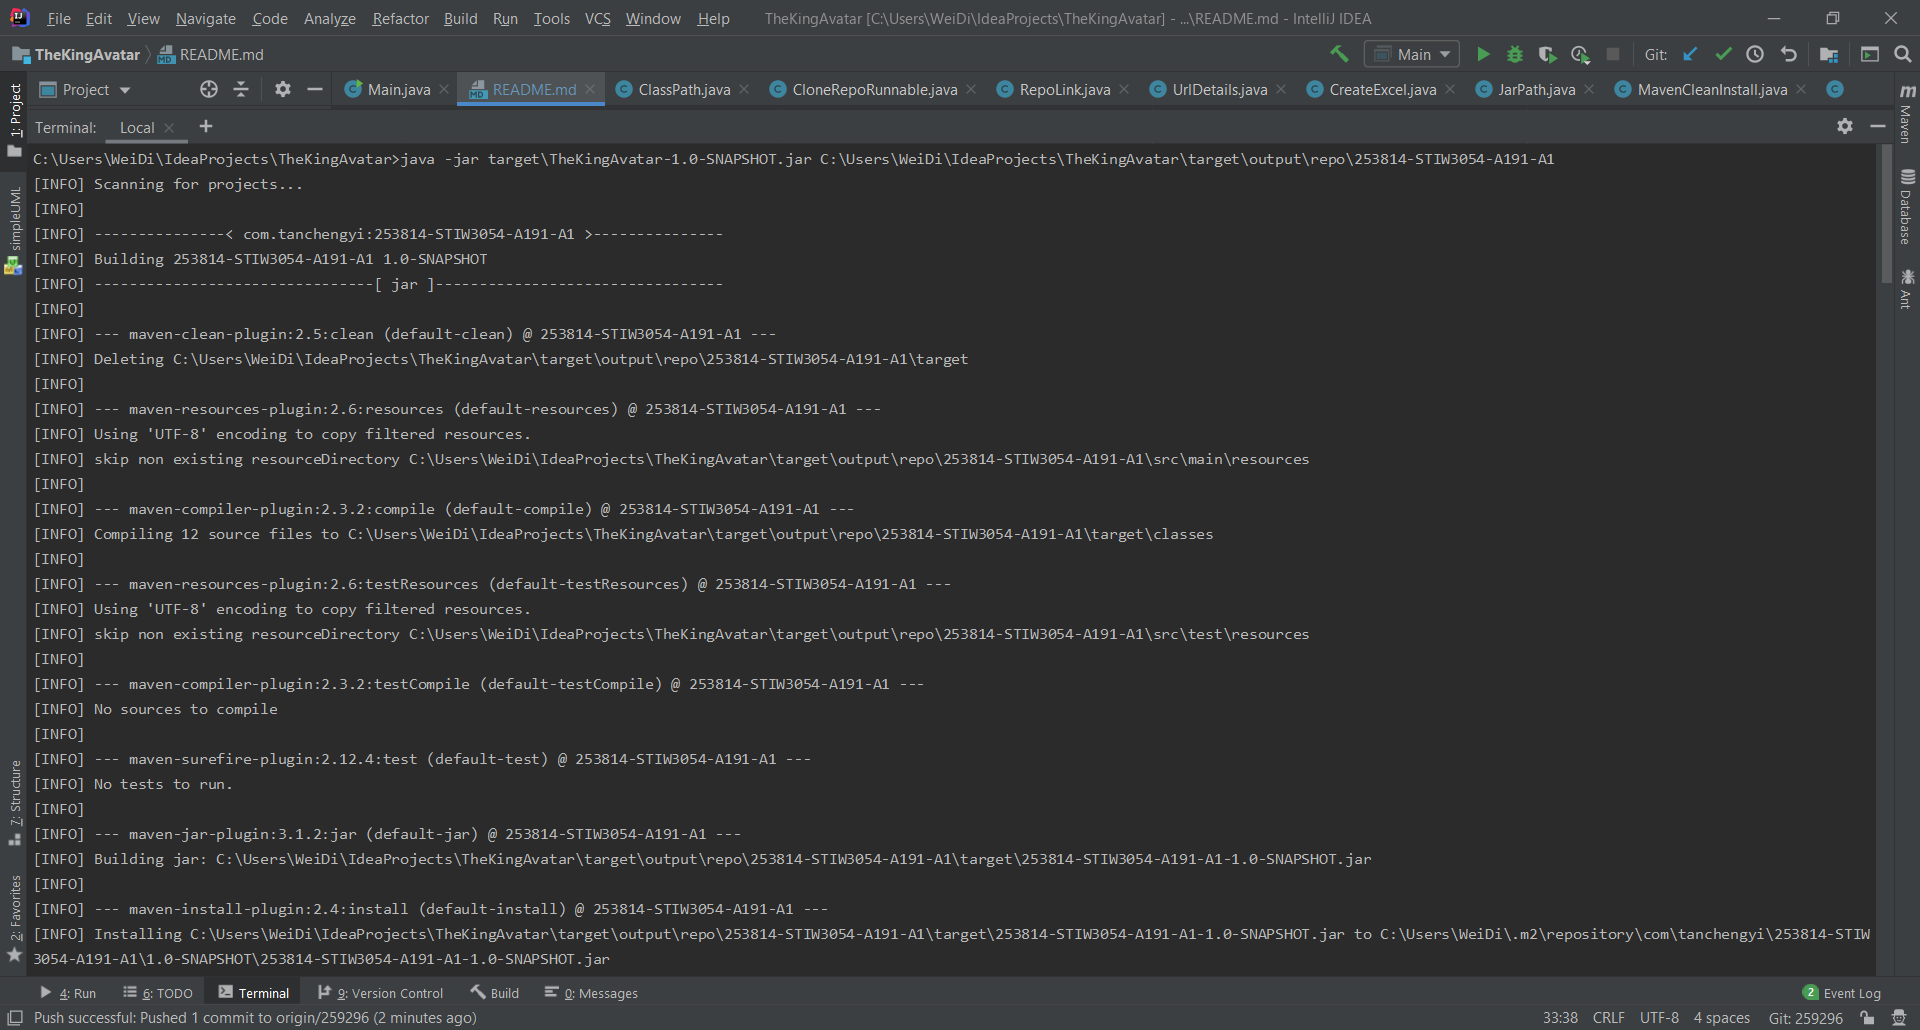 File Edit View Navigate Code Analyze Refactor Build Run Tools VCS Window Help TheKingAvatar [C:\Users\WeiDi\IdeaProjects\TheKingAvatar] - ...\README.md - IntelliJ IDEA
TheKingAvatar README.md Main Git:
Project Main.java README.md ClassPath.java CloneRepoRunnable.java RepoLink.java UrlDetails.java CreateExcel.java JarPath.java MavenCleanInstall.java
Terminal: Local +
C:\Users\WeiDi\IdeaProjects\TheKingAvatar>java -jar target\TheKingAvatar-1.0-SNAPSHOT.jar C:\Users\WeiDi\IdeaProjects\TheKingAvatar\target\output\repo\253814-STIW3054-A191-A1
[INFO] Scanning for projects...
[INFO]
[INFO] ---------------< com.tanchengyi:253814-STIW3054-A191-A1 >---------------
[INFO] Building 253814-STIW3054-A191-A1 1.0-SNAPSHOT
[INFO] --------------------------------[ jar ]---------------------------------
[INFO]
[INFO] --- maven-clean-plugin:2.5:clean (default-clean) @ 253814-STIW3054-A191-A1 ---
[INFO] Deleting C:\Users\WeiDi\IdeaProjects\TheKingAvatar\target\output\repo\253814-STIW3054-A191-A1\target
[INFO]
[INFO] --- maven-resources-plugin:2.6:resources (default-resources) @ 253814-STIW3054-A191-A1 ---
[INFO] Using 'UTF-8' encoding to copy filtered resources.
[INFO] skip non existing resourceDirectory C:\Users\WeiDi\IdeaProjects\TheKingAvatar\target\output\repo\253814-STIW3054-A191-A1\src\main\resources
[INFO]
[INFO] --- maven-compiler-plugin:2.3.2:compile (default-compile) @ 253814-STIW3054-A191-A1 ---
[INFO] Compiling 12 source files to C:\Users\WeiDi\IdeaProjects\TheKingAvatar\target\output\repo\253814-STIW3054-A191-A1\target\classes
[INFO]
[INFO] --- maven-resources-plugin:2.6:testResources (default-testResources) @ 253814-STIW3054-A191-A1 ---
[INFO] Using 'UTF-8' encoding to copy filtered resources.
[INFO] skip non existing resourceDirectory C:\Users\WeiDi\IdeaProjects\TheKingAvatar\target\output\repo\253814-STIW3054-A191-A1\src\test\resources
[INFO]
[INFO] --- maven-compiler-plugin:2.3.2:testCompile (default-testCompile) @ 253814-STIW3054-A191-A1 ---
[INFO] No sources to compile
[INFO]
[INFO] --- maven-surefire-plugin:2.12.4:test (default-test) @ 253814-STIW3054-A191-A1 ---
[INFO] No tests to run.
[INFO]
[INFO] --- maven-jar-plugin:3.1.2:jar (default-jar) @ 253814-STIW3054-A191-A1 ---
[INFO] Building jar: C:\Users\WeiDi\IdeaProjects\TheKingAvatar\target\output\repo\253814-STIW3054-A191-A1\target\253814-STIW3054-A191-A1-1.0-SNAPSHOT.jar
[INFO]
[INFO] --- maven-install-plugin:2.4:install (default-install) @ 253814-STIW3054-A191-A1 ---
[INFO] Installing C:\Users\WeiDi\IdeaProjects\TheKingAvatar\target\output\repo\253814-STIW3054-A191-A1\target\253814-STIW3054-A191-A1-1.0-SNAPSHOT.jar to C:\Users\WeiDi\.m2\repository\com\tanchengyi\253814-STIW
3054-A191-A1\1.0-SNAPSHOT\253814-STIW3054-A191-A1-1.0-SNAPSHOT.jar
1: Project
simpleUML
7: Structure
2: Favorites
Maven
Database
Ant
4: Run 6: TODO Terminal 9: Version Control Build 0: Messages 2 Event Log
Push successful: Pushed 1 commit to origin/259296 (2 minutes ago) 33:38 CRLF UTF-8 4 spaces Git: 259296